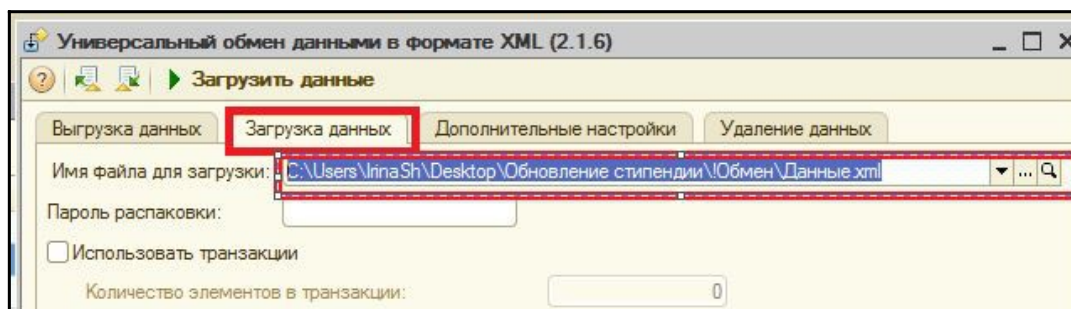 Универсальный обмен данными в формате XML (2.1.6)
Загрузить данные
Выгрузка данных Загрузка данных Дополнительные настройки Удаление данных
Имя файла для загрузки: C:\Users\IrinaSh\Desktop\Обновление стипендии\!Обмен\Данные.xml
Пароль распаковки:
Использовать транзакции
Количество элементов в транзакции: 0